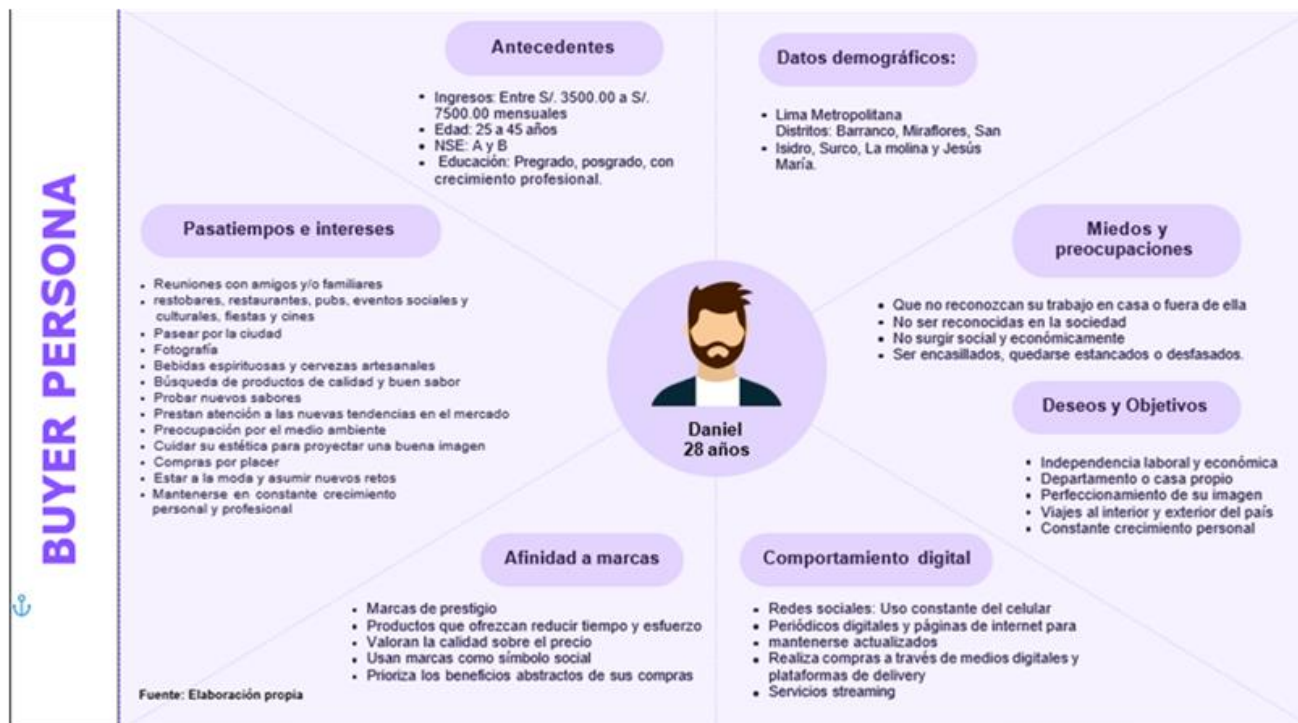 BUYER PERSONA
Antecedentes
• Ingresos: Entre S/. 3500.00 a S/.
7500.00 mensuales
• Edad: 25 a 45 años
• NSE: A y B
• Educación: Pregrado, posgrado, con
crecimiento profesional.
Datos demográficos:
• Lima Metropolitana
Distritos: Barranco, Miraflores, San
• Isidro, Surco, La molina y Jesús
María.
Pasatiempos e intereses
• Reuniones con amigos y/o familiares
• restobares, restaurantes, pubs, eventos sociales y
culturales, fiestas y cines
• Pasear por la ciudad
• Fotografía
• Bebidas espirituosas y cervezas artesanales
• Búsqueda de productos de calidad y buen sabor
• Probar nuevos sabores
• Prestan atención a las nuevas tendencias en el mercado
• Preocupación por el medio ambiente
• Cuidar su estética para proyectar una buena imagen
• Compras por placer
• Estar a la moda y asumir nuevos retos
• Mantenerse en constante crecimiento
personal y profesional
Miedos y
preocupaciones
• Que no reconozcan su trabajo en casa o fuera de ella
• No ser reconocidas en la sociedad
• No surgir social y económicamente
• Ser encasillados, quedarse estancados o desfasados.
Daniel
28 años
Deseos y Objetivos
• Independencia laboral y económica
• Departamento o casa propio
• Perfeccionamiento de su imagen
• Viajes al interior y exterior del país
• Constante crecimiento personal
Afinidad a marcas
• Marcas de prestigio
• Productos que ofrezcan reducir tiempo y esfuerzo
• Valoran la calidad sobre el precio
• Usan marcas como símbolo social
• Prioriza los beneficios abstractos de sus compras
Comportamiento digital
• Redes sociales: Uso constante del celular
• Periódicos digitales y páginas de internet para
• mantenerse actualizados
• Realiza compras a través de medios digitales y
plataformas de delivery
• Servicios streaming
Fuente: Elaboración propia